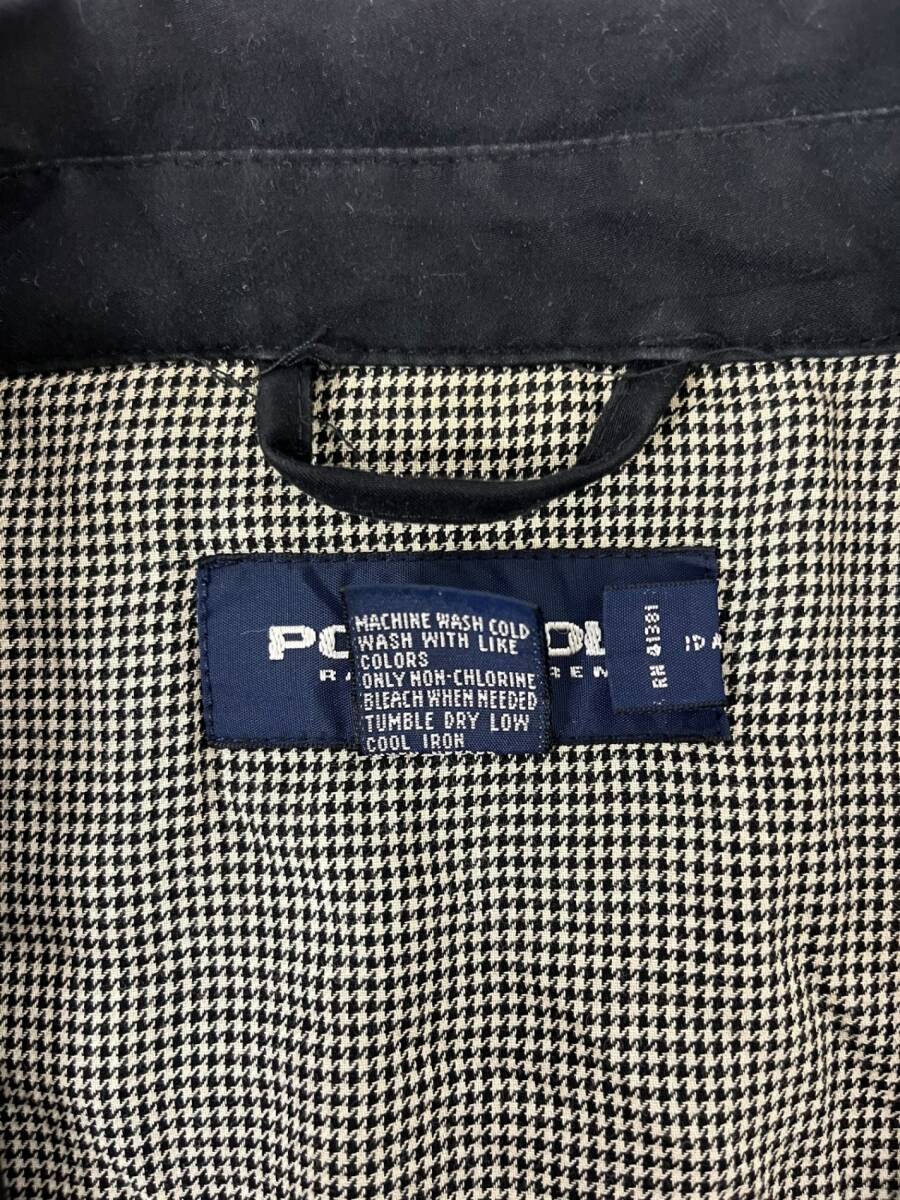 MACHINE WASH COLD
WASH WITH LIKE
COLORS
ONLY NON-CHLORINE
BLEACH WHEN NEEDED
TUMBLE DRY LOW
COOL IRON
RN 41381